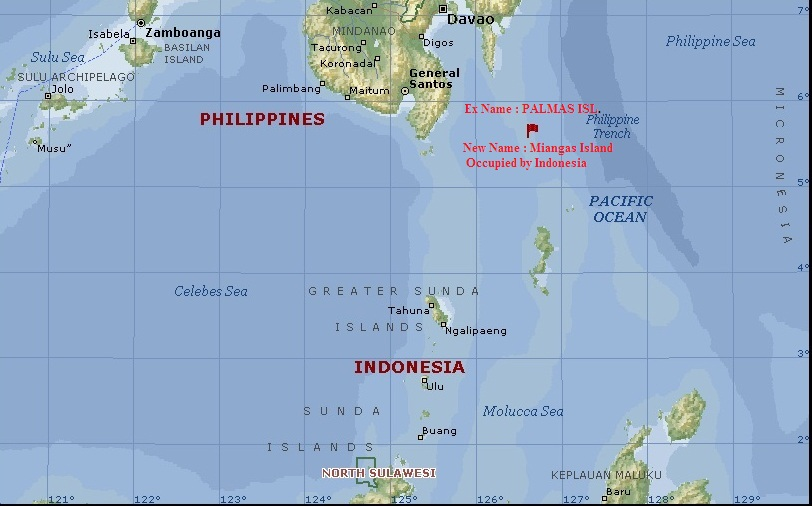 Kabacan
Davao
7°
Isabela
Zamboanga
MINDANAO
Philippine Sea
Digos
Tacurong
BASILAN
ISLAND
Sulu Sea
Koronadal
SULU ARCHIPELAGO
General
Santos
Jolo
Palimbang
Maitum
6°
Ex Name : PALMAS ISL.
PHILIPPINES
Philippine
Trench
MICRONESIA
Musu"
New Name : Miangas Island
Occupied by Indonesia
5°
PACIFIC
OCEAN
4°
Celebes Sea
GREATER SUNDA
Tahuna
ISLANDS
Ngalipaeng
3°
INDONESIA
Ulu
SUNDA
Molucca Sea
Buang
2°
ISLANDS
NORTH SULAWESI
KEPLAUAN MALUKU
Baru
121° 122° 123° 124° 125° 126° 127° 128° 129°